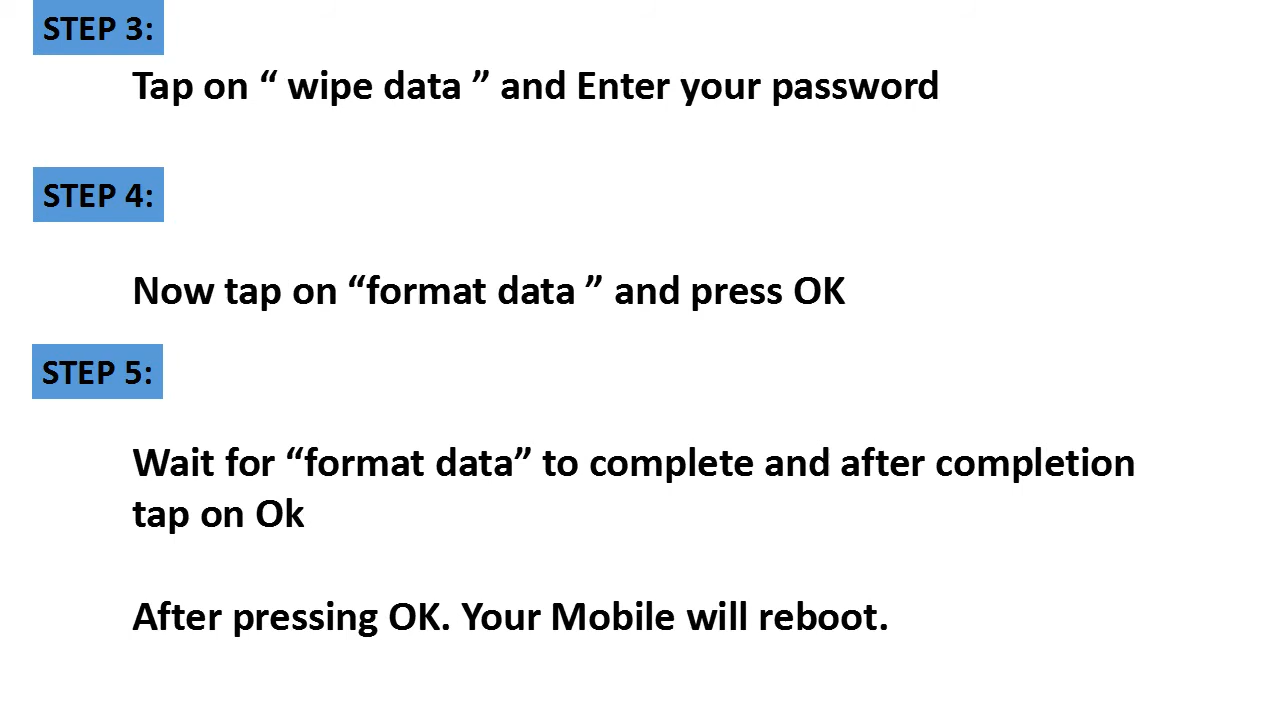 STEP 3:
Tap on “ wipe data ” and Enter your password
STEP 4:
Now tap on “format data ” and press OK
STEP 5:
Wait for “format data” to complete and after completion
tap on Ok
After pressing OK. Your Mobile will reboot.